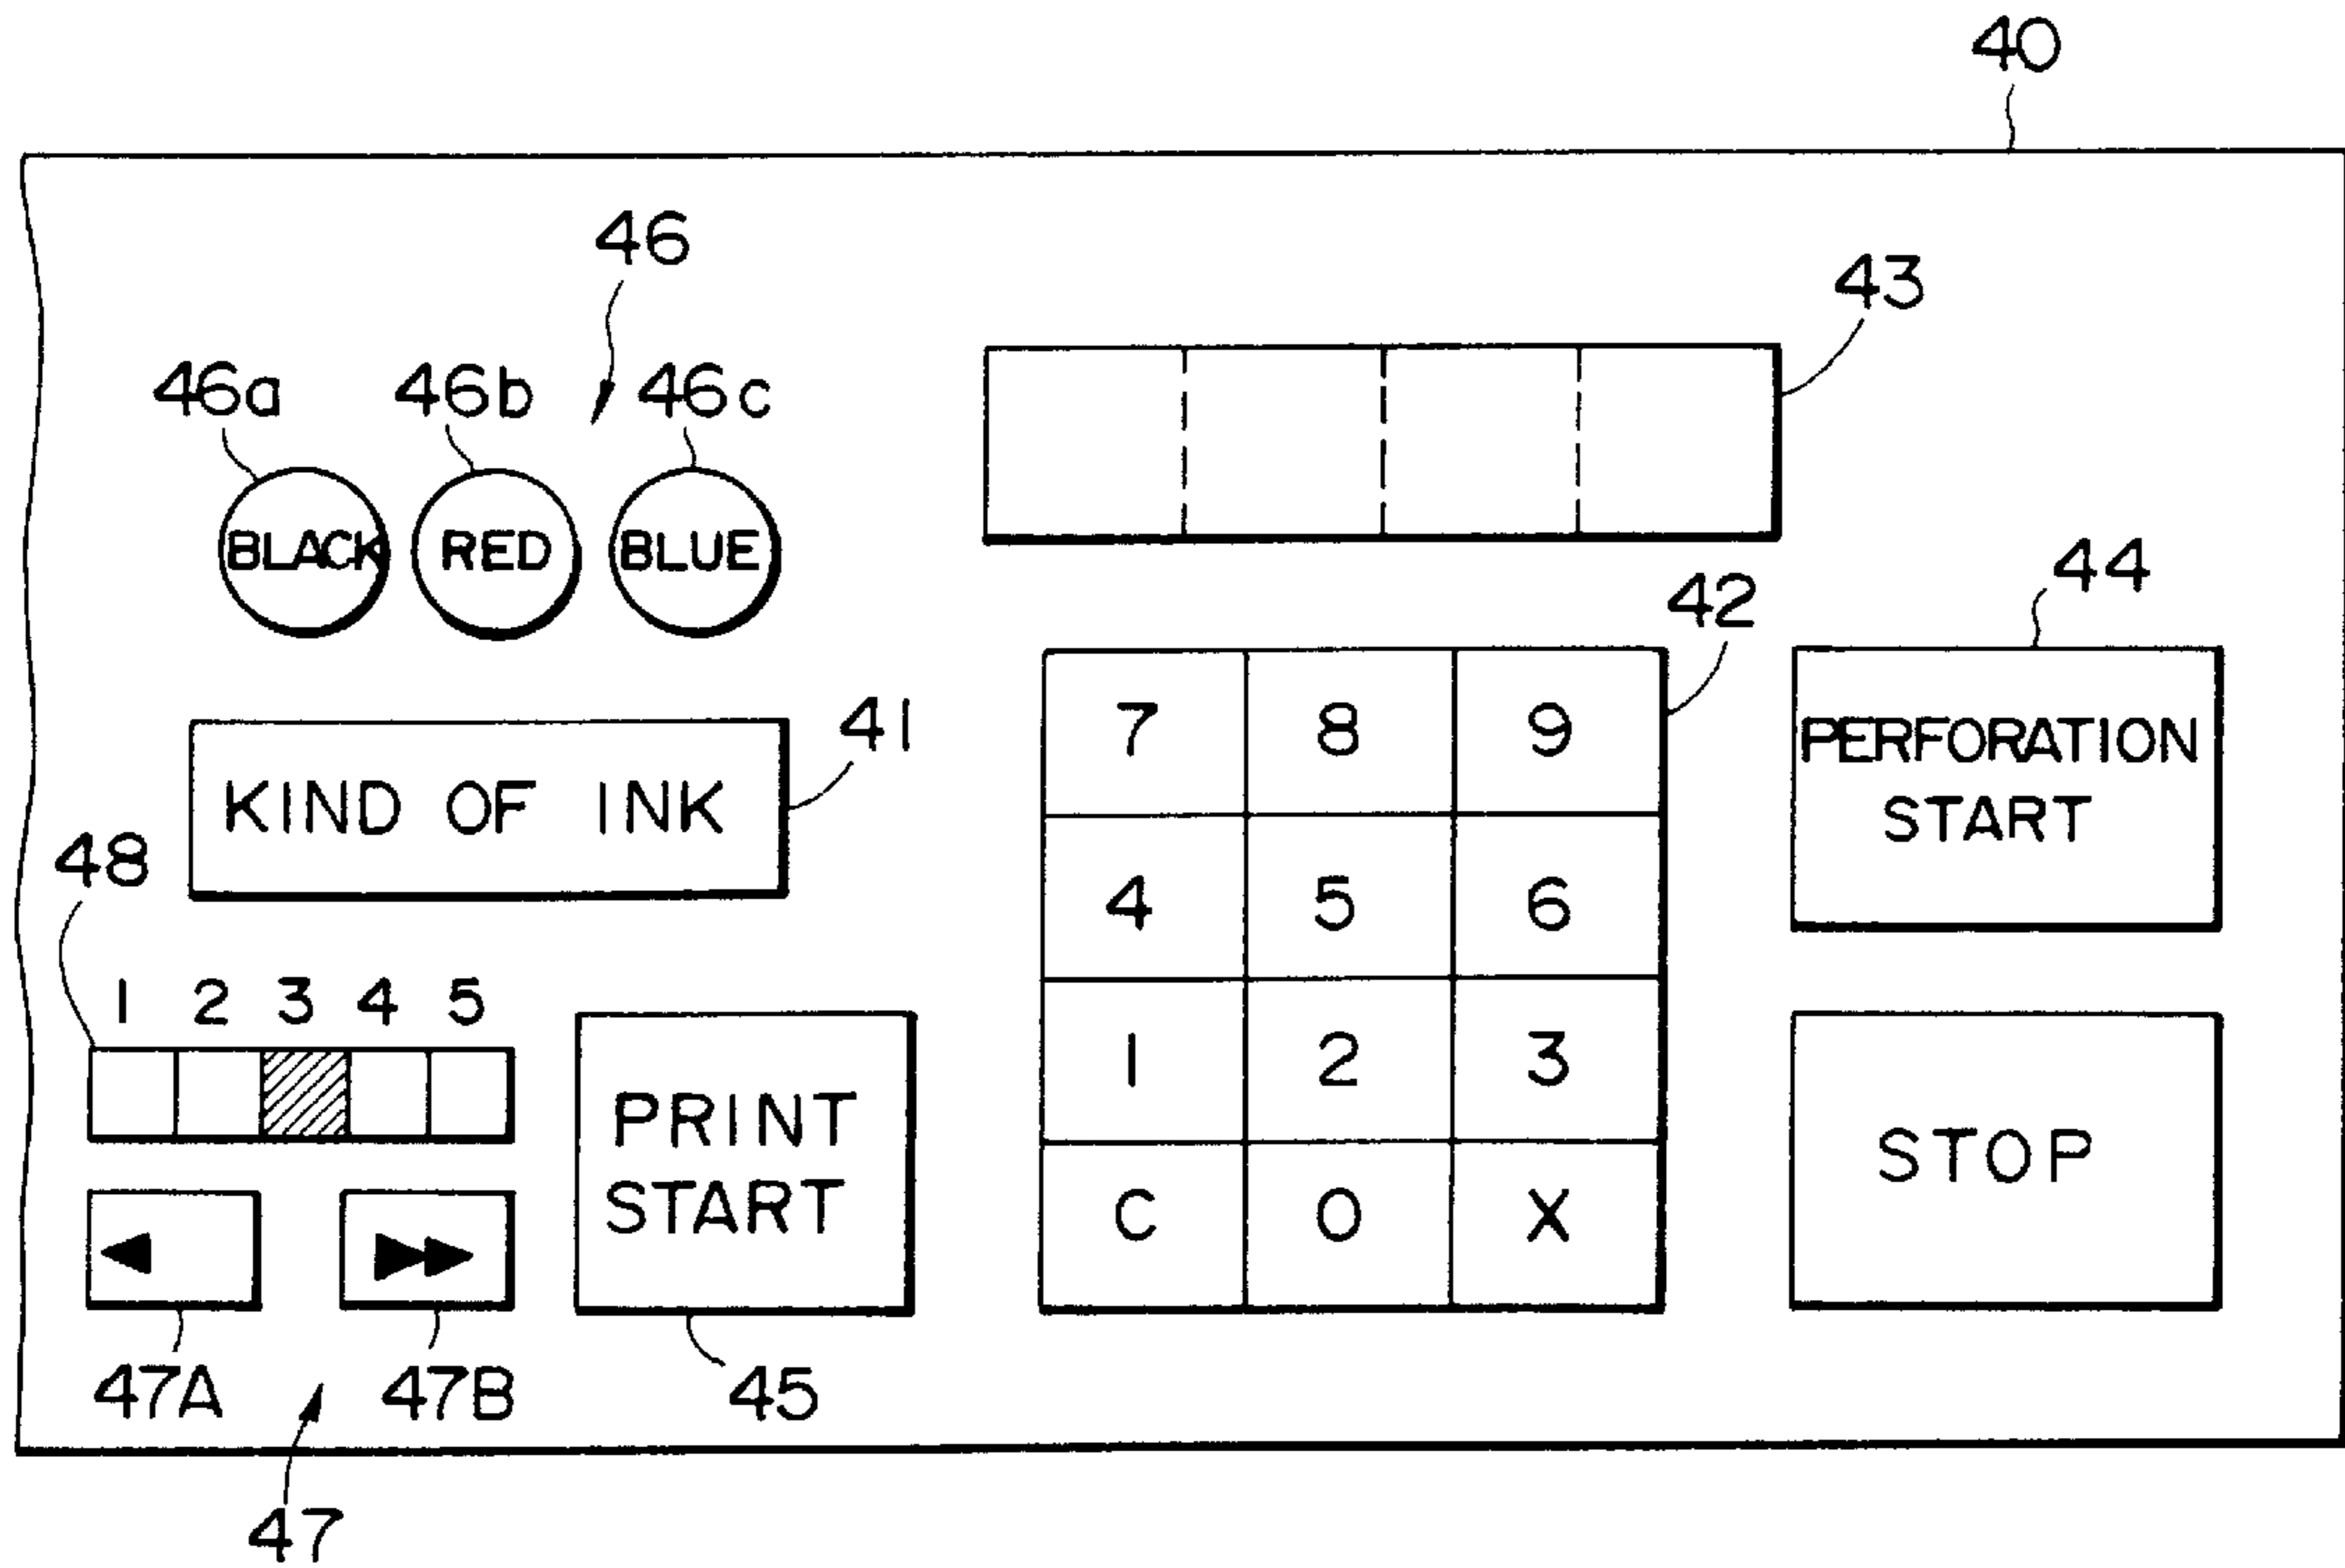 40
46
43
46a 46b 46c
BLACK RED BLUE
44
42
41
KIND OF INK
7 8 9
PERFORATION
START
48
4 5 6
1 2 3 4 5
1 2 3
PRINT
START
STOP
C 0 X
47A 47B
45
47